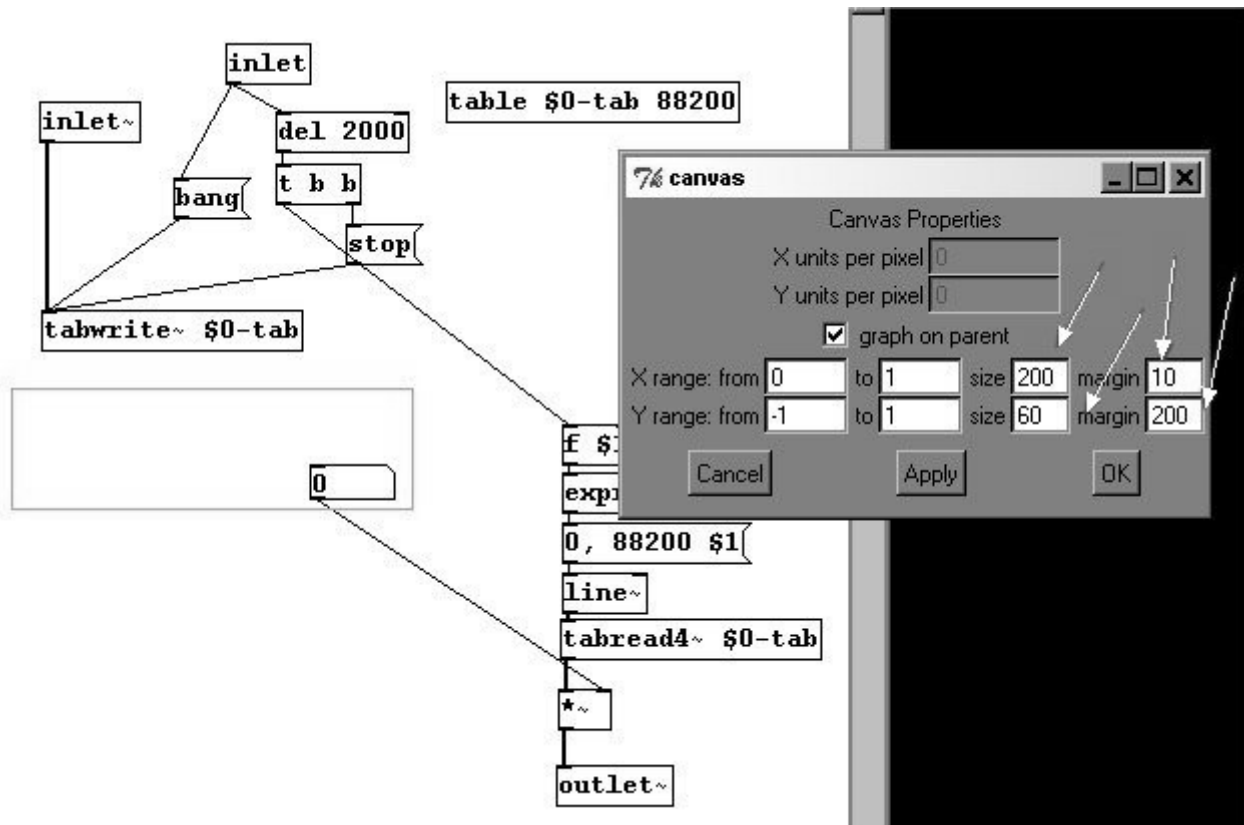 inlet
inlet~
table $0-tab 88200
del 2000
t b b
bang
stop
tabwrite~ $0-tab
0
f $1
expr
0, 88200 $1
line~
tabread4~ $0-tab
*~
outlet~
canvas
Canvas Properties
X units per pixel 0
Y units per pixel 0
graph on parent
X range: from 0 to 1 size 200 margin 10
Y range: from -1 to 1 size 60 margin 200
Cancel Apply OK